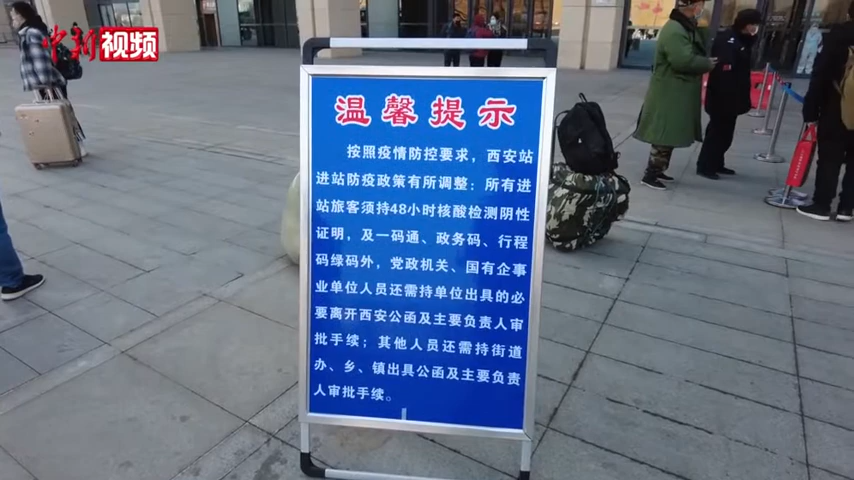 中新视频
温馨提示
按照疫情防控要求，西安站
进站防疫政策有所调整：所有进
站旅客须持48小时核酸检测阴性
证明，及一码通、政务码、行程
码绿码外，党政机关、国有企事
业单位人员还需持单位出具的必
要离开西安公函及主要负责人审
批手续；其他人员还需持街道
办、乡、镇出具公函及主要负责
人审批手续。